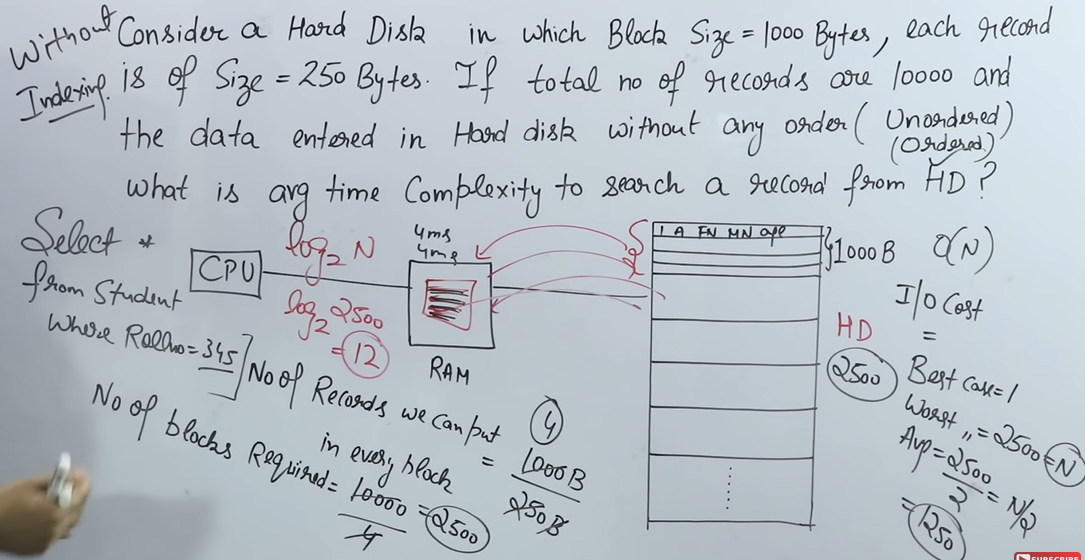 Without
Indexing.
Consider a Hard Disk in which Block Size = 1000 Bytes, each record
is of Size = 250 Bytes. If total no of records are 10000 and
the data entered in Hard disk without any order (Unordered)
(Ordered)
what is avg time Complexity to search a record from HD?
Select *
from Student
where Rollno = 345
CPU
log₂ N
log₂ 2500
= 12
4ms
4ms
RAM
1 A FN MN
}1000 B
O(N)
HD
2500
I/O Cost
=
Best Case = 1
Worst „ = 2500 = N
Avg = 2500/2 = N/2
= 1250
No of Records we can put
in every block
= 1000B/250B
4
No of blocks Required = 10000/4 = 2500
SUBSCRIBE